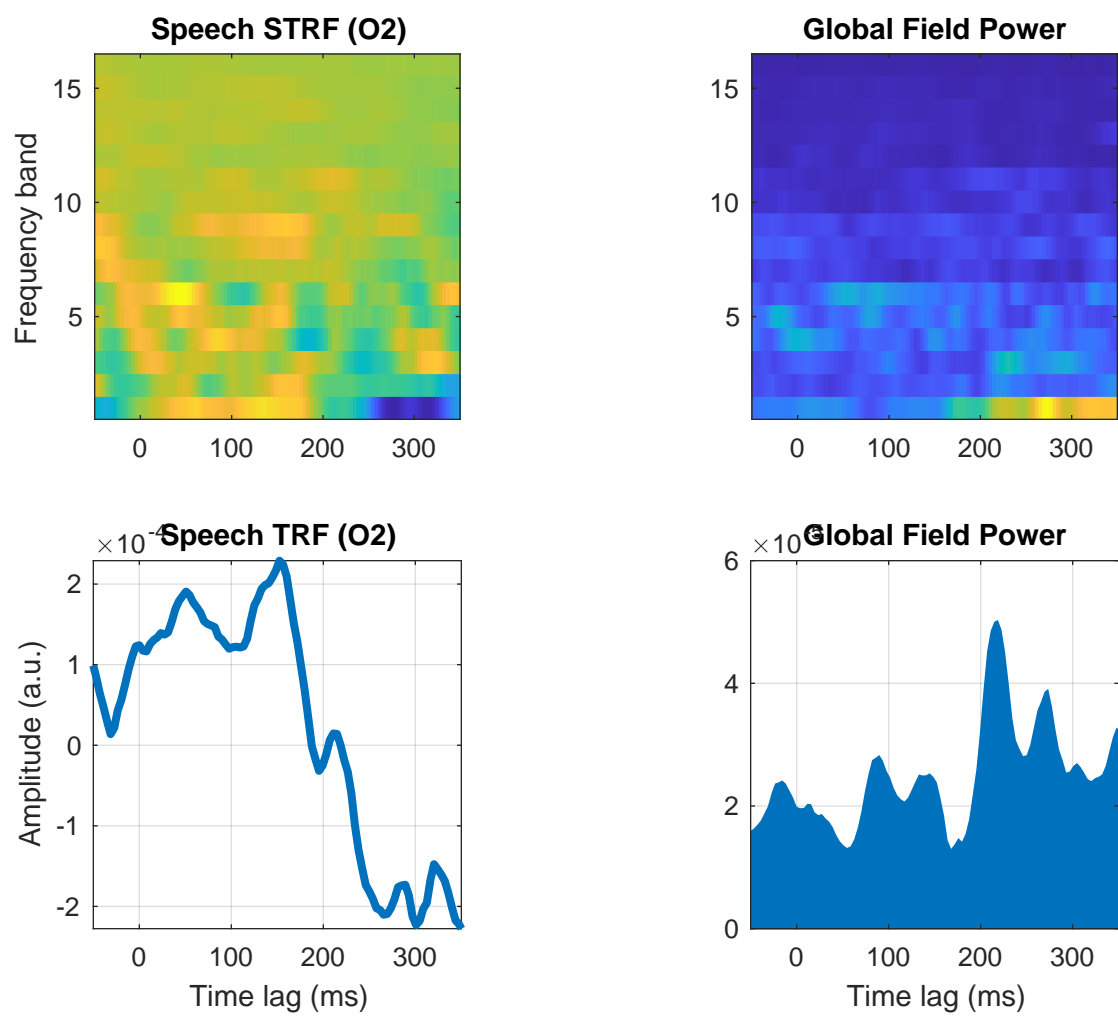 Speech STRF (O2)
Frequency band
15
10
5
0 100 200 300
Global Field Power
15
10
5
0 100 200 300
Speech TRF (O2)
×10
Amplitude (a.u.)
2
1
0
-1
-2
0 100 200 300
Time lag (ms)
Global Field Power
×10
6
4
2
0
0 100 200 300
Time lag (ms)